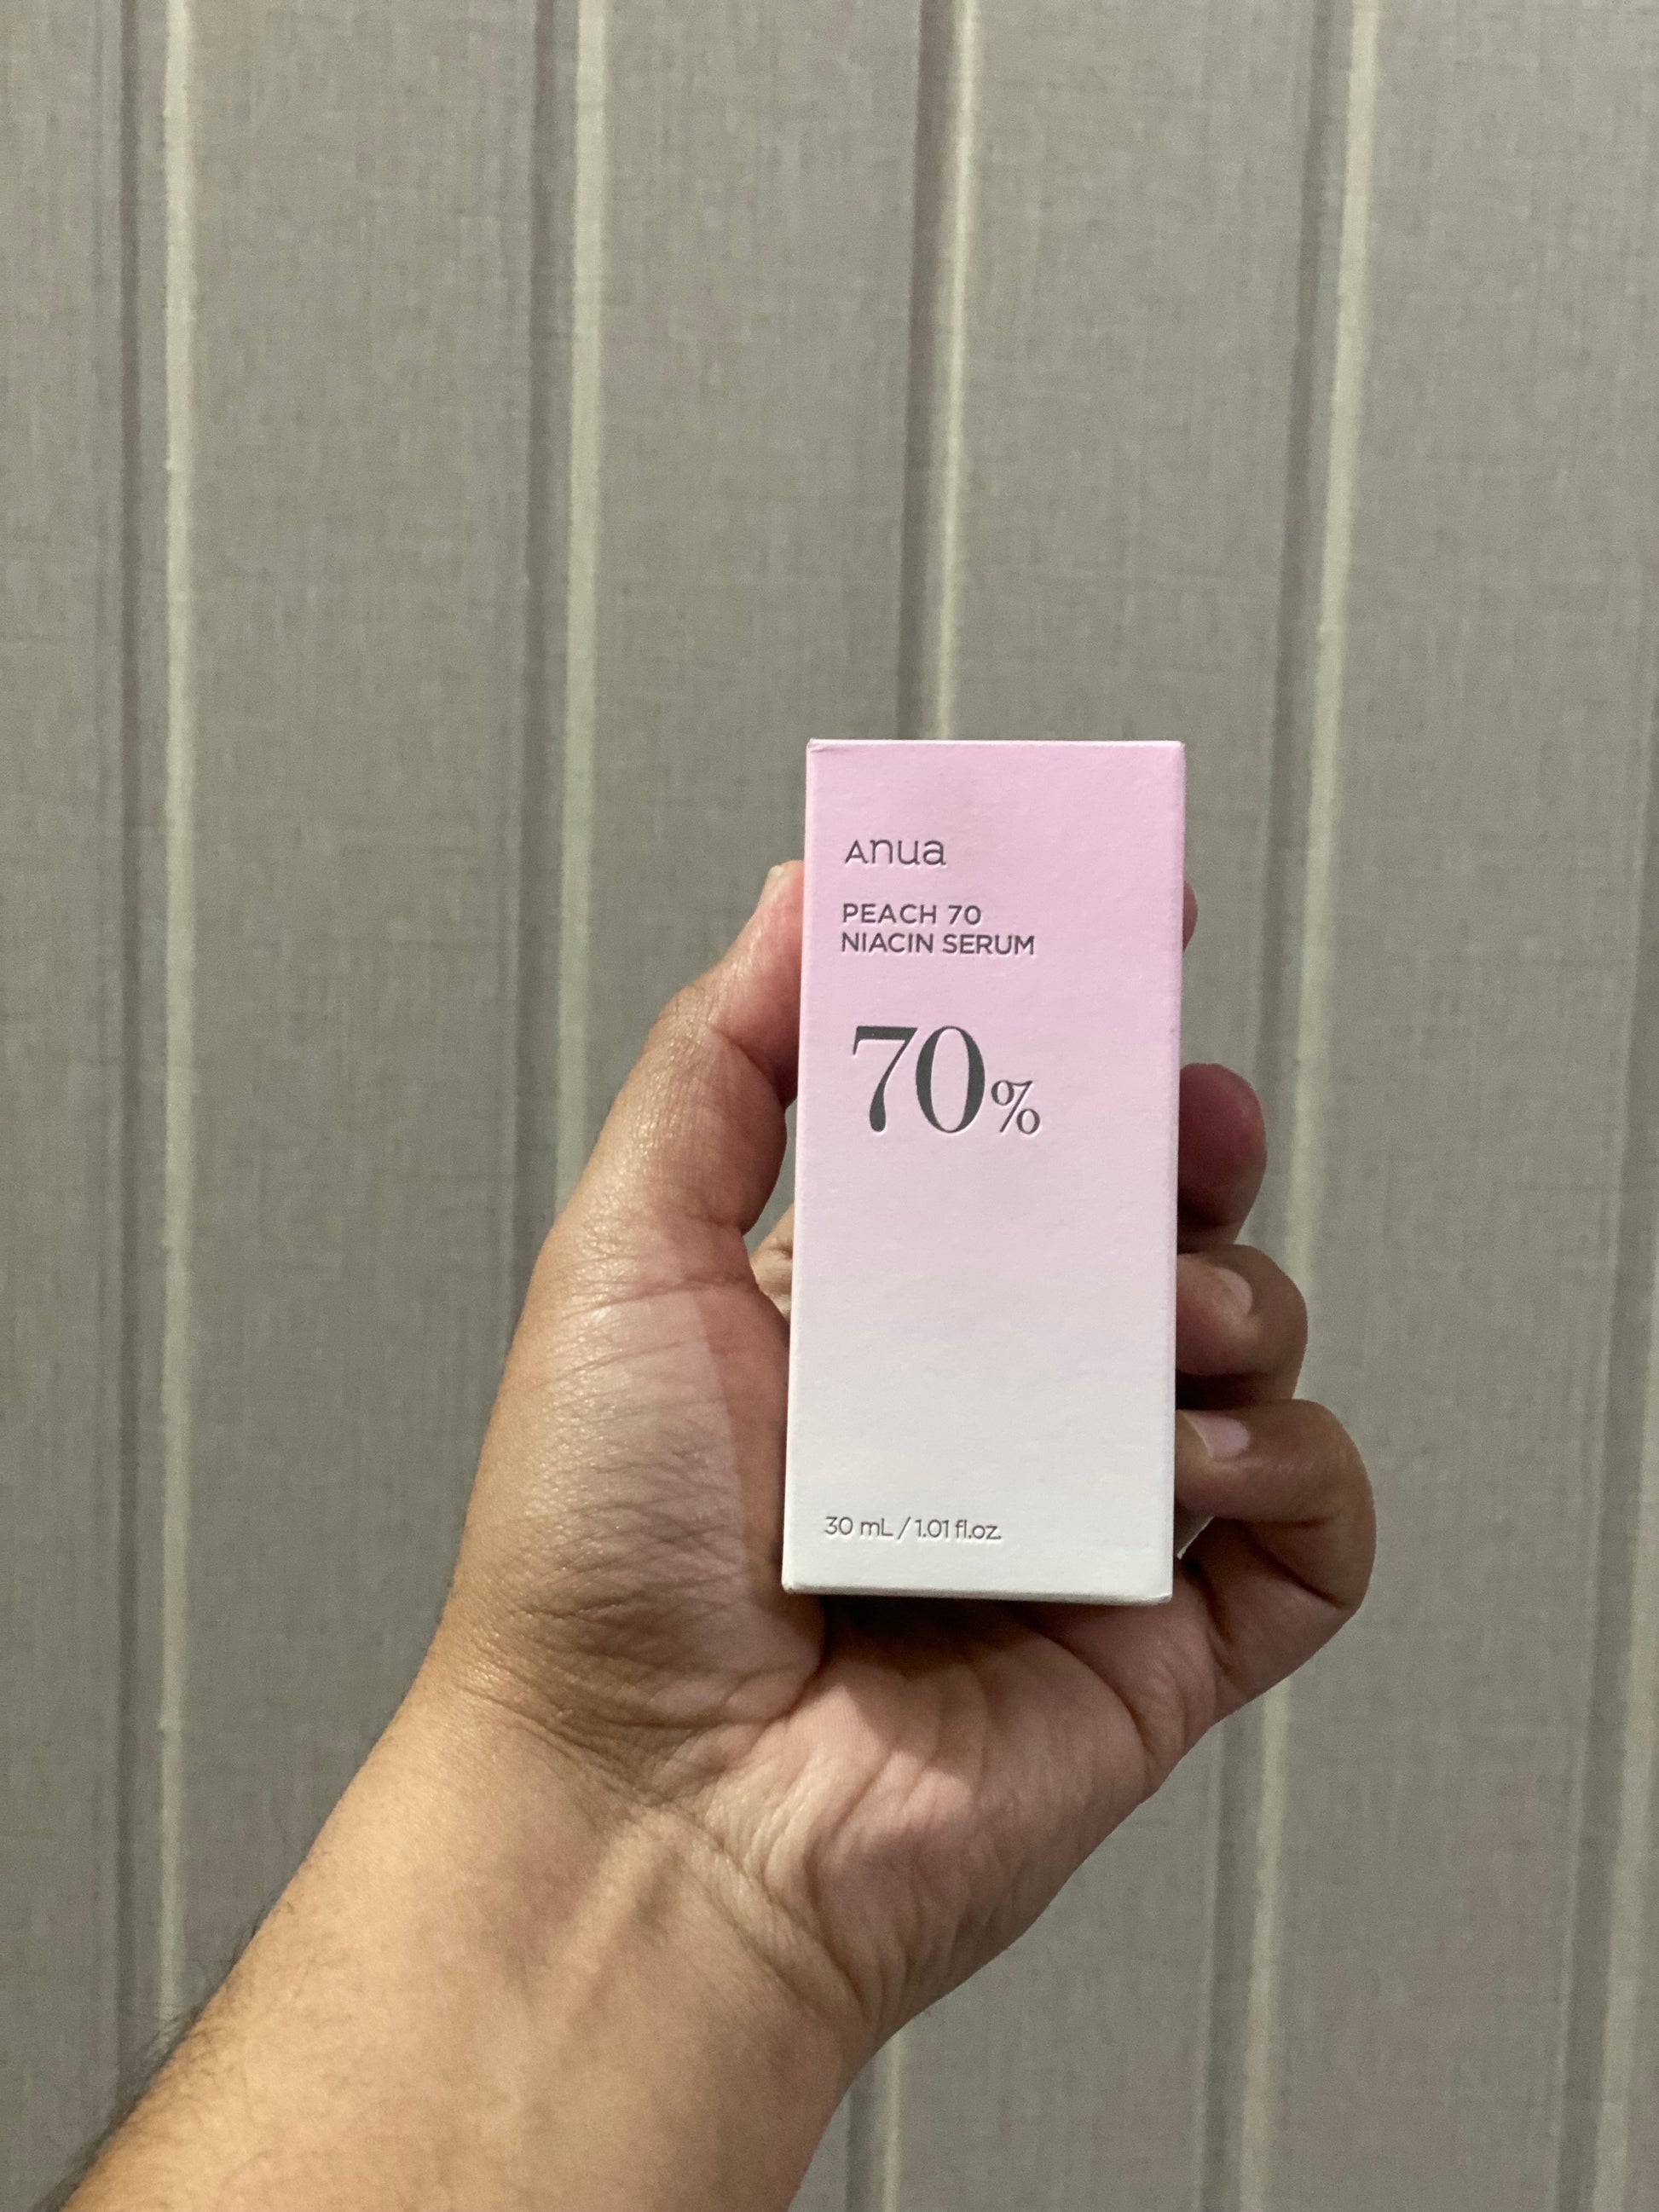 Anua
PEACH 70
NIACIN SERUM
70%
30 mL / 1.01 fl.oz.